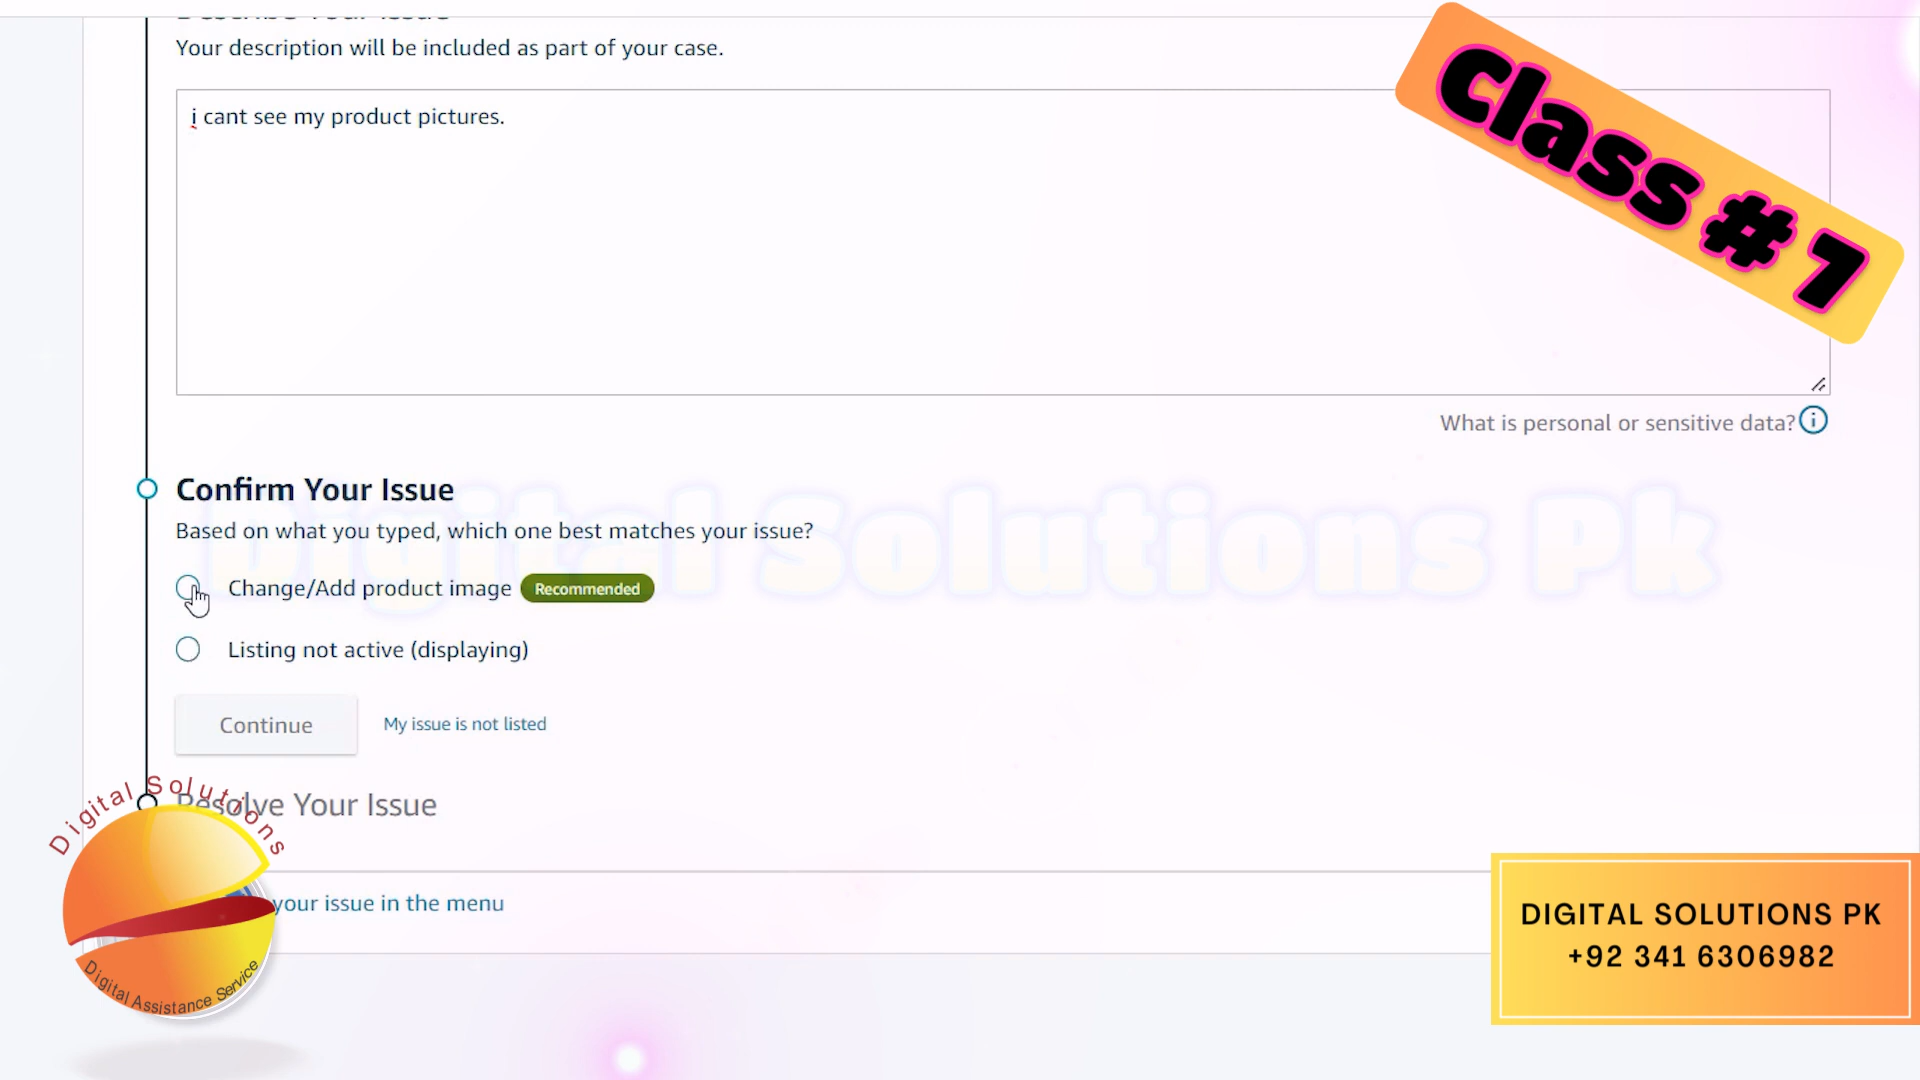 Describe Your Issue
Your description will be included as part of your case.
i cant see my product pictures.
Class # 7
What is personal or sensitive data?
Confirm Your Issue
Based on what you typed, which one best matches your issue?
Digital Solutions Pk
Change/Add product image Recommended
Listing not active (displaying)
Continue My issue is not listed
Resolve Your Issue
Digital Solutions
your issue in the menu
Digital Assistance Service
DIGITAL SOLUTIONS PK
+92 341 6306982